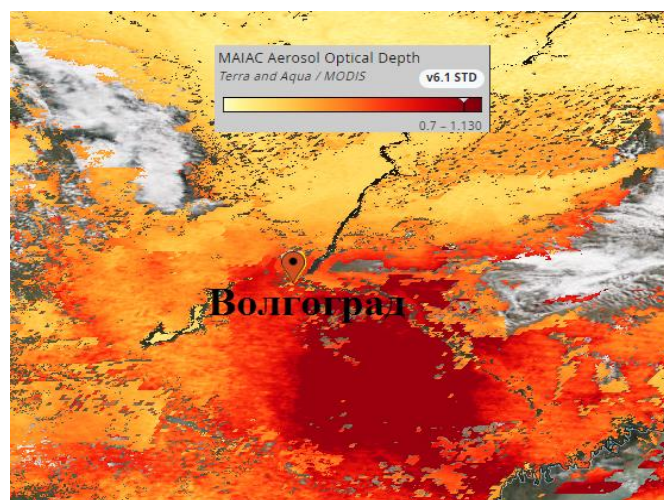 MAIAC Aerosol Optical Depth
Terra and Aqua / MODIS
v6.1 STD
0.7 – 1.130
Волгоград